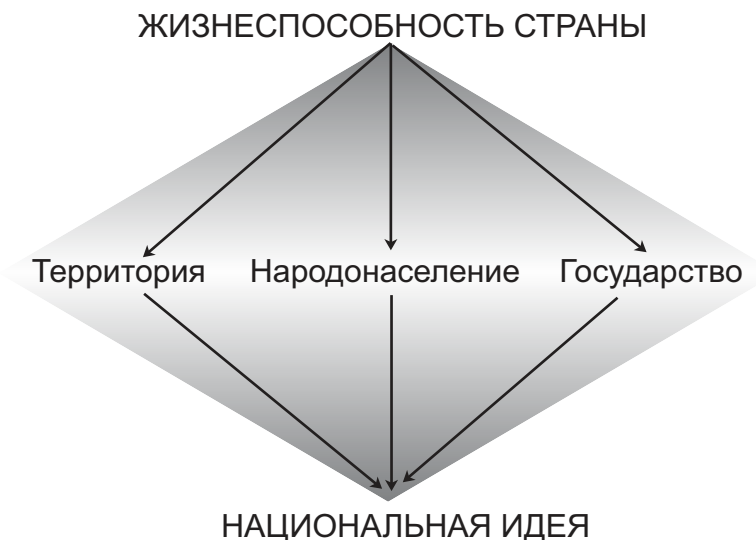 ЖИЗНЕСПОСОБНОСТЬ СТРАНЫ
Территория Народонаселение Государство
НАЦИОНАЛЬНАЯ ИДЕЯ